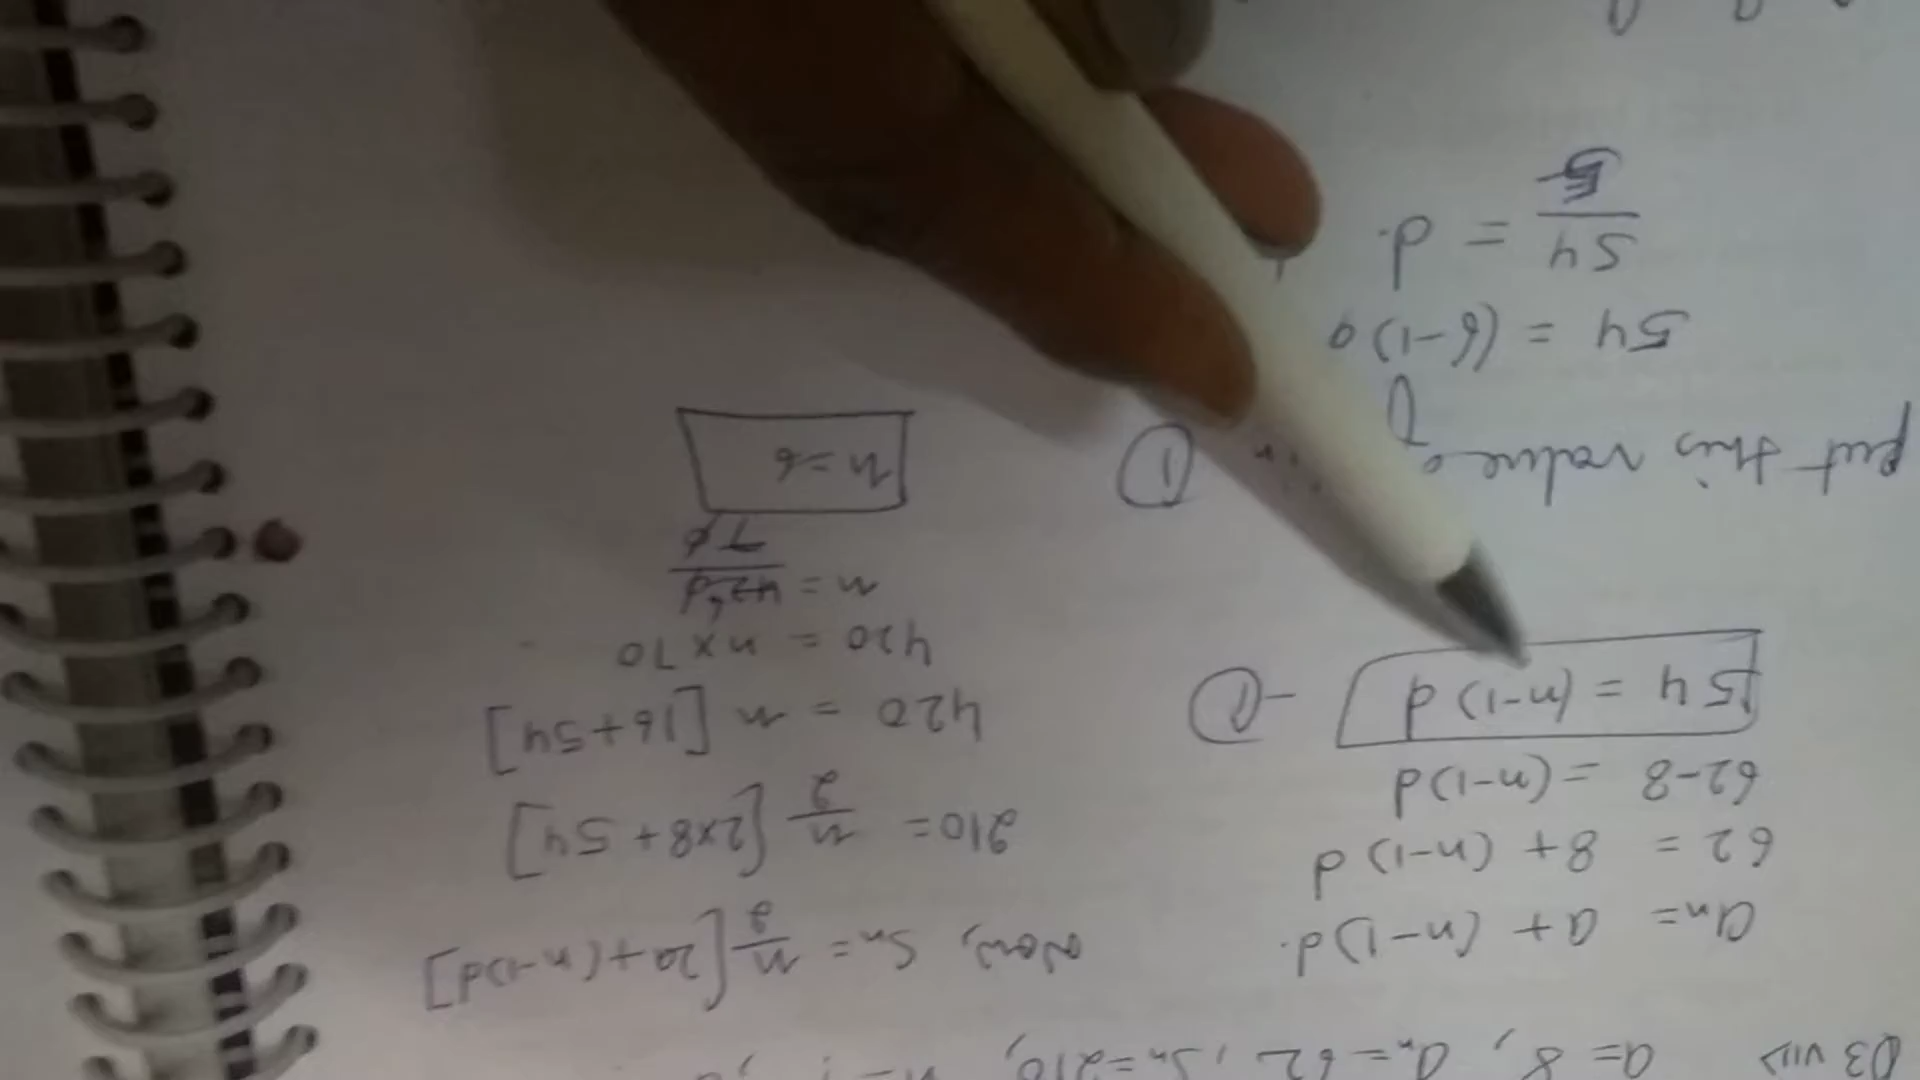 Q3 vii> a = 8, an = 62, Sn = 210, n = ?,
an = a + (n-1)d.
62 = 8 + (n-1)d
62-8 = (n-1)d
54 = (n-1)d - ①
Now, Sn = n/2 [2a + (n-1)d]
210 = n/2 [2×8 + 54]
420 = n [16+54]
420 = n × 70
n = 420/70
n = 6
put this value ①
54 = (6-1)d
54/5 = d.